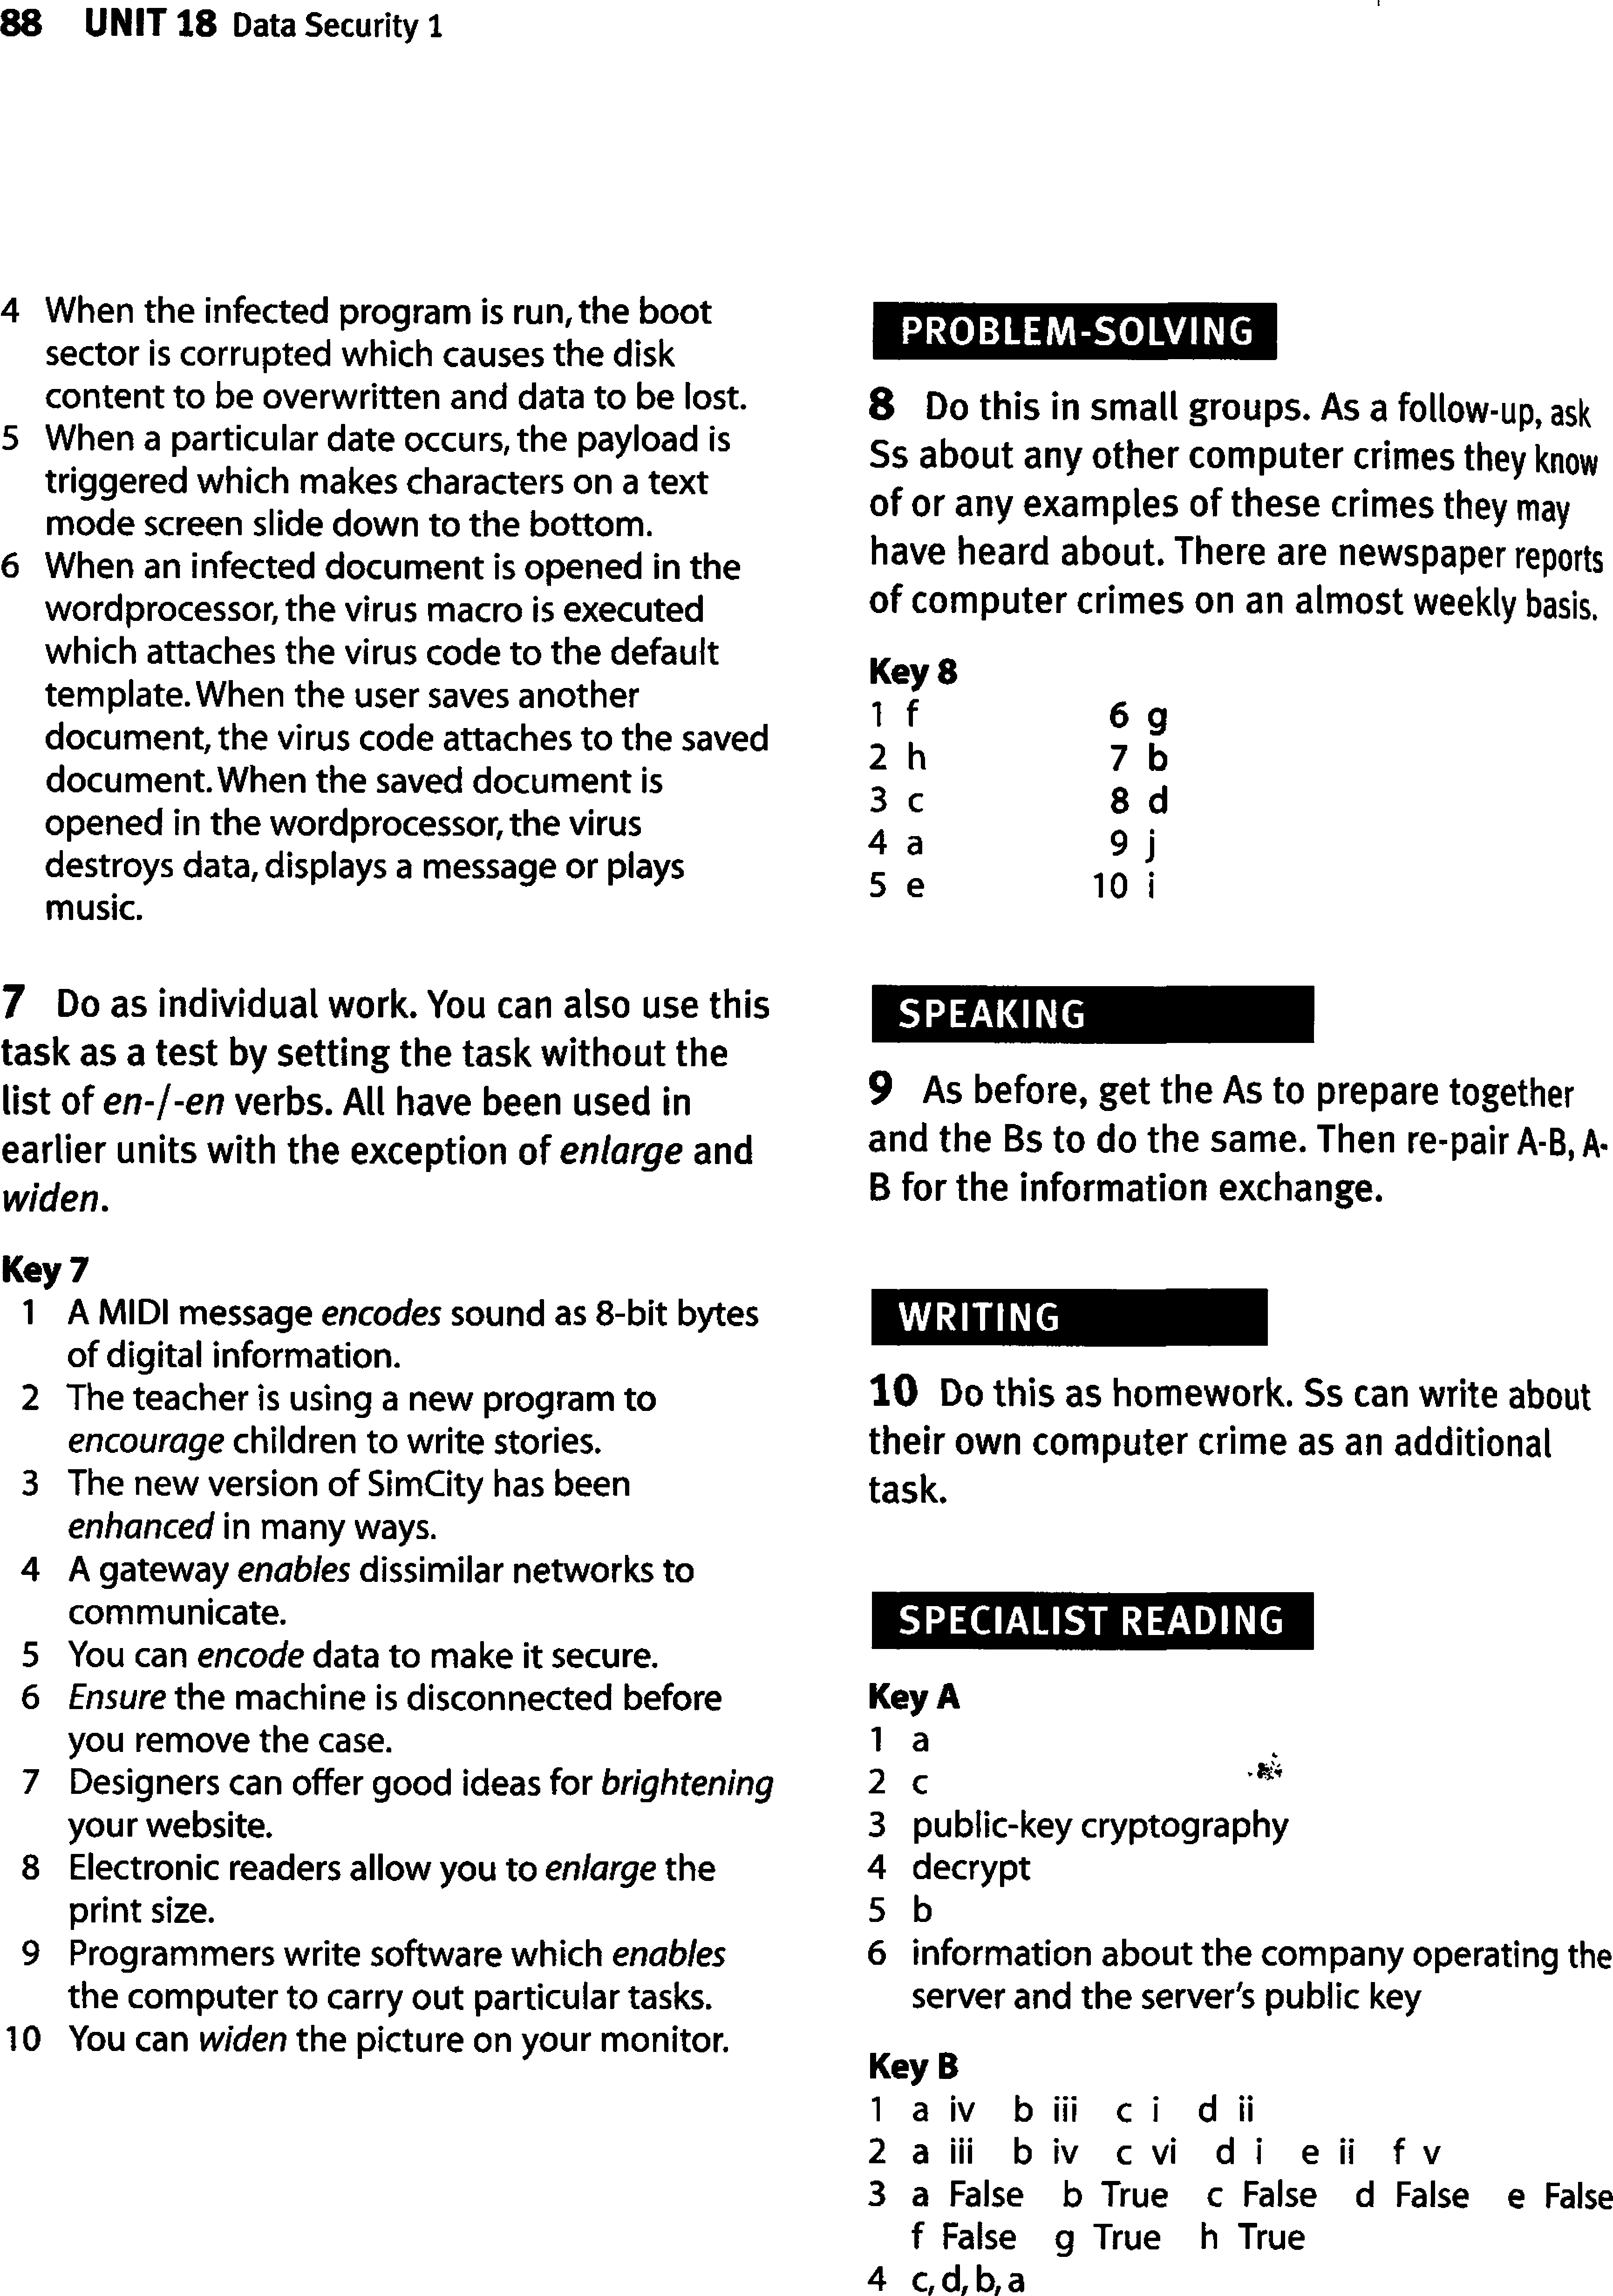 88 UNIT 18 Data Security 1
4 When the infected program is run, the boot
sector is corrupted which causes the disk
content to be overwritten and data to be lost.
5 When a particular date occurs, the payload is
triggered which makes characters on a text
mode screen slide down to the bottom.
6 When an infected document is opened in the
wordprocessor, the virus macro is executed
which attaches the virus code to the default
template. When the user saves another
document, the virus code attaches to the saved
document. When the saved document is
opened in the wordprocessor, the virus
destroys data, displays a message or plays
music.
7 Do as individual work. You can also use this
task as a test by setting the task without the
list of en-/-en verbs. All have been used in
earlier units with the exception of enlarge and
widen.
Key 7
1 A MIDI message encodes sound as 8-bit bytes
of digital information.
2 The teacher is using a new program to
encourage children to write stories.
3 The new version of SimCity has been
enhanced in many ways.
4 A gateway enables dissimilar networks to
communicate.
5 You can encode data to make it secure.
6 Ensure the machine is disconnected before
you remove the case.
7 Designers can offer good ideas for brightening
your website.
8 Electronic readers allow you to enlarge the
print size.
9 Programmers write software which enables
the computer to carry out particular tasks.
10 You can widen the picture on your monitor.
PROBLEM-SOLVING
8 Do this in small groups. As a follow-up, ask
Ss about any other computer crimes they know
of or any examples of these crimes they may
have heard about. There are newspaper reports
of computer crimes on an almost weekly basis.
Key 8
1 f 6 g
2 h 7 b
3 c 8 d
4 a 9 j
5 e 10 i
SPEAKING
9 As before, get the As to prepare together
and the Bs to do the same. Then re-pair A-B, A-
B for the information exchange.
WRITING
10 Do this as homework. Ss can write about
their own computer crime as an additional
task.
SPECIALIST READING
Key A
1 a
2 c
3 public-key cryptography
4 decrypt
5 b
6 information about the company operating the
server and the server's public key
Key B
1 a iv b iii c i d ii
2 a iii b iv c vi d i e ii f v
3 a False b True c False d False e False
f False g True h True
4 c, d, b, a